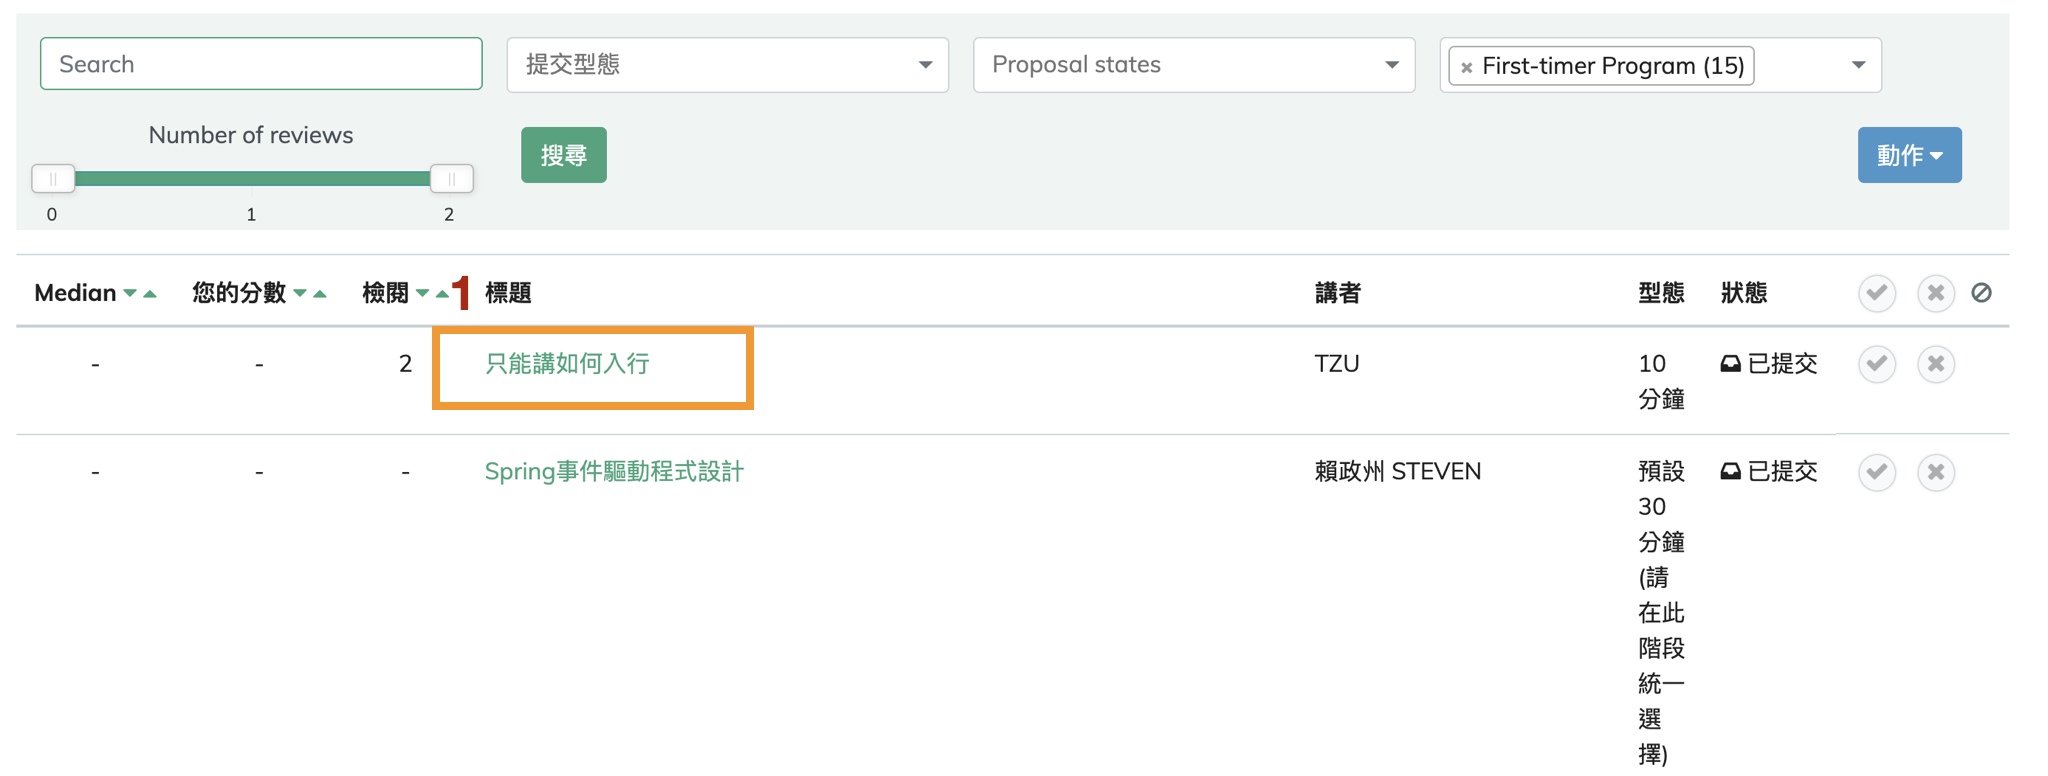 Search
提交型態
Proposal states
× First-timer Program (15)
Number of reviews
0 1 2
搜尋
動作
Median 您的分數 檢閱 1 標題 講者 型態 狀態
- - 2 只能講如何入行 TZU 10 已提交
分鐘
- - - Spring事件驅動程式設計 賴政州 STEVEN 預設 已提交
30
分鐘
(請
在此
階段
統一
選
擇)